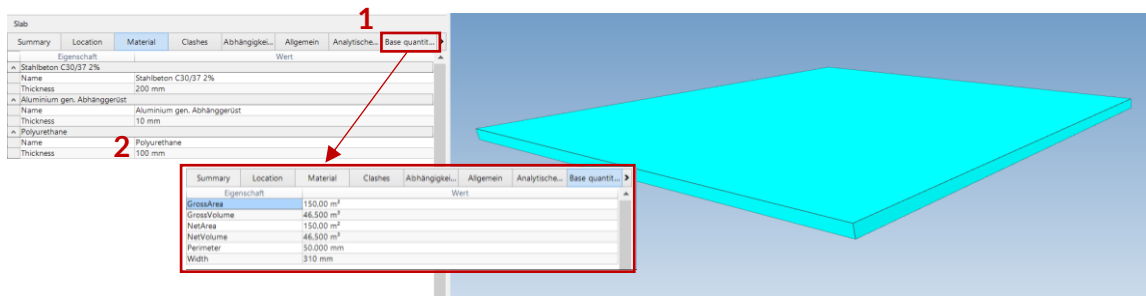 1
Slab
Summary Location Material Clashes Abhängigkei... Allgemein Analytische... Base quantit...
Eigenschaft Wert
Stahlbeton C30/37 2%
Name Stahlbeton C30/37 2%
Thickness 200 mm
Aluminium gen. Abhänggerüst
Name Aluminium gen. Abhänggerüst
Thickness 10 mm
Polyurethane
Name Polyurethane
2
Thickness 100 mm
Summary Location Material Clashes Abhängigkei... Allgemein Analytische... Base quantit...
Eigenschaft Wert
GrossArea 150,00 m²
GrossVolume 46.500 m³
NetArea 150,00 m²
NetVolume 46.500 m³
Perimeter 50.000 mm
Width 310 mm